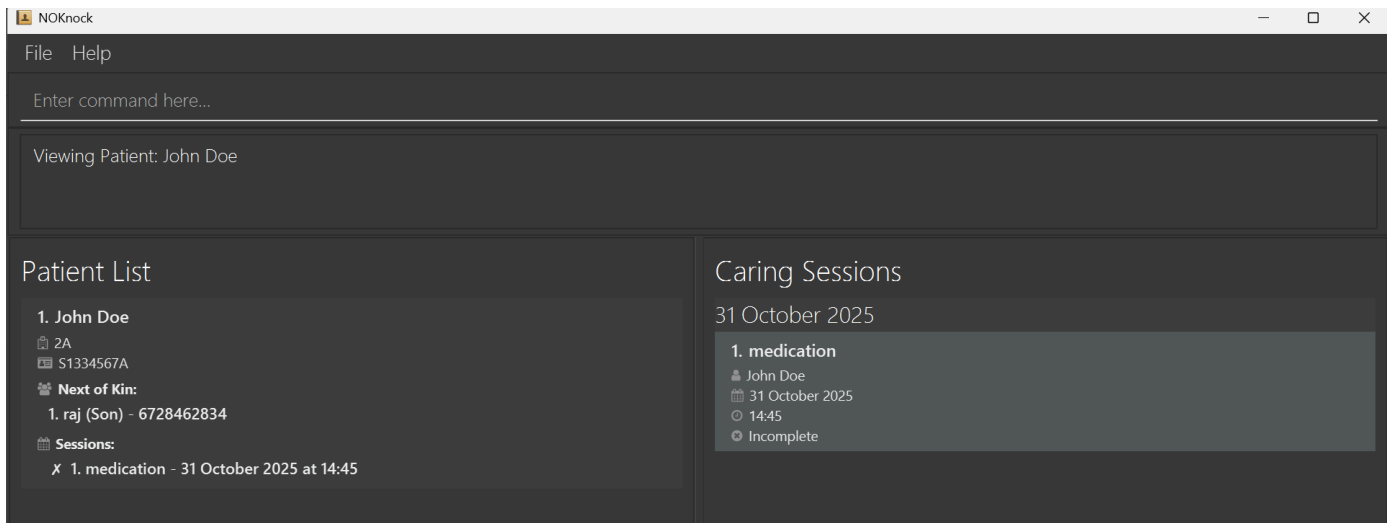 NOKnock
File Help
Enter command here...
Viewing Patient: John Doe
Patient List
1. John Doe
2A
S1334567A
Next of Kin:
1. raj (Son) - 6728462834
Sessions:
✗ 1. medication - 31 October 2025 at 14:45
Caring Sessions
31 October 2025
1. medication
John Doe
31 October 2025
14:45
Incomplete